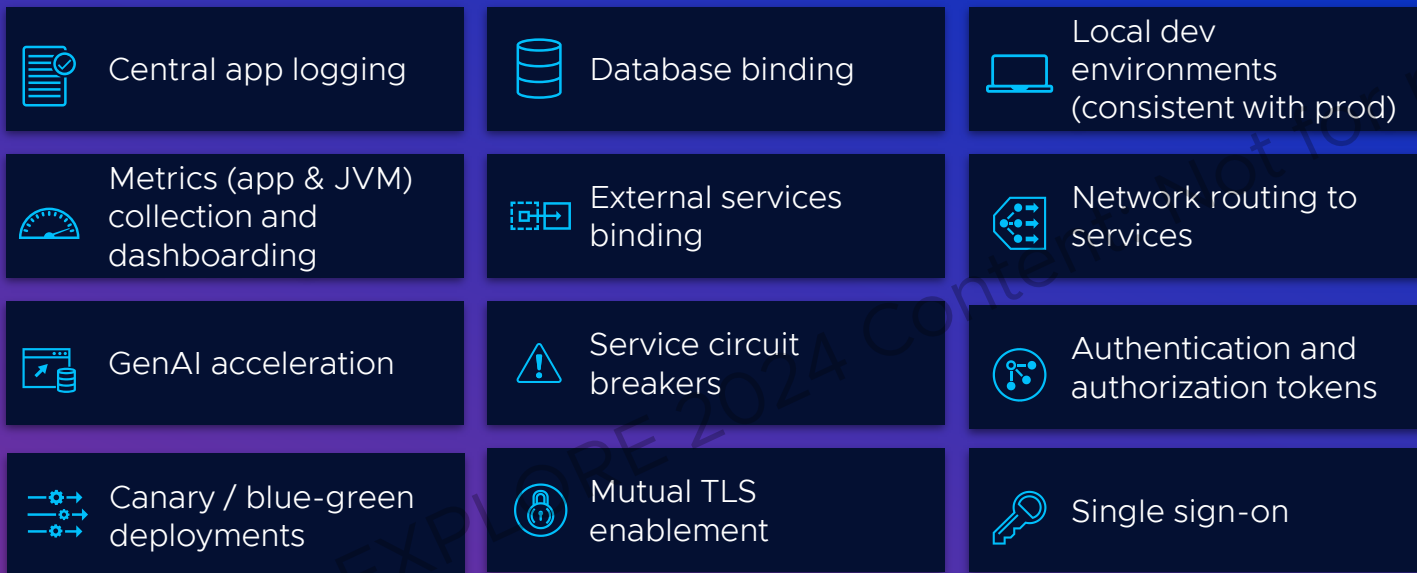 Central app logging
Database binding
Local dev
environments
(consistent with prod)
Metrics (app & JVM)
collection and
dashboarding
External services
binding
Network routing to
services
GenAI acceleration
Service circuit
breakers
Authentication and
authorization tokens
Canary / blue-green
deployments
Mutual TLS
enablement
Single sign-on
EXPLORE 2024 Content. Not for